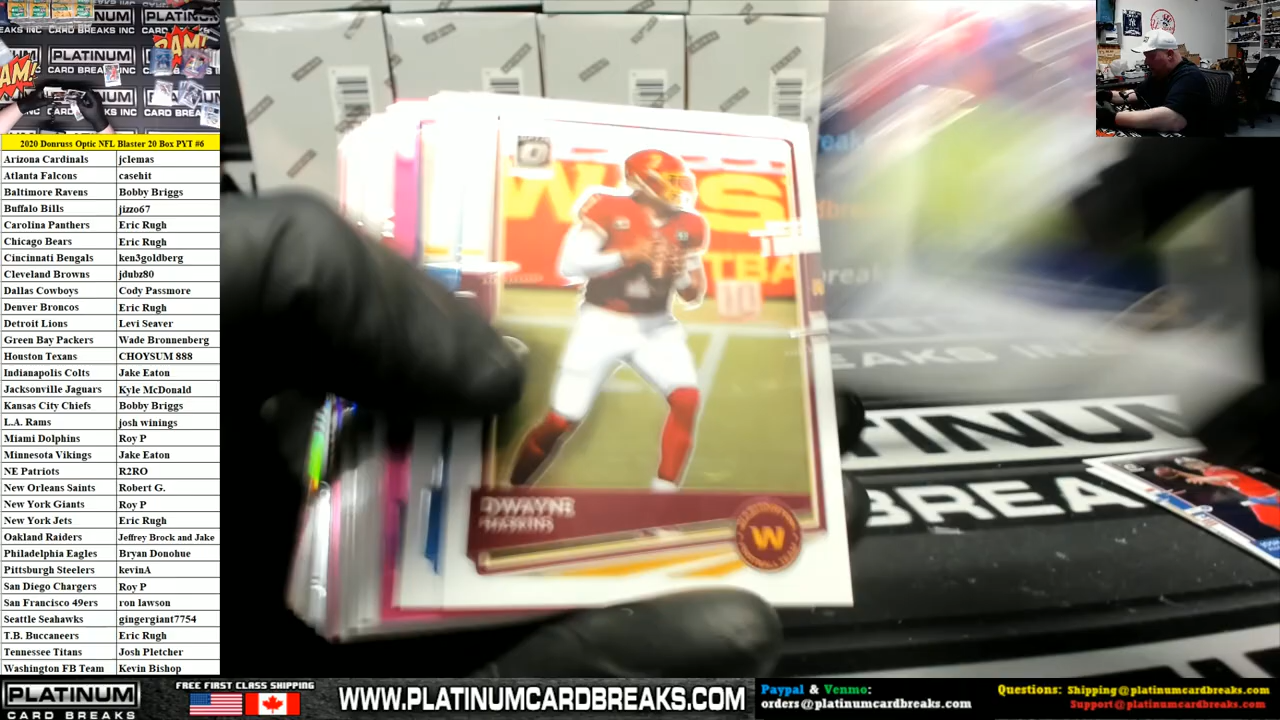 PLATINUM
CARD BREAKS INC
PLATINUM
CARD BREAKS INC
BAM!
2020 Donruss Optic NFL Blaster 20 Box PYT #6
Arizona Cardinals jclemas
Atlanta Falcons casehit
Baltimore Ravens Bobby Briggs
Buffalo Bills jizzo67
Carolina Panthers Eric Rugh
Chicago Bears Eric Rugh
Cincinnati Bengals ken3goldberg
Cleveland Browns jdubz80
Dallas Cowboys Cody Passmore
Denver Broncos Eric Rugh
Detroit Lions Levi Seaver
Green Bay Packers Wade Bronnenberg
Houston Texans CHOYSUM 888
Indianapolis Colts Jake Eaton
Jacksonville Jaguars Kyle McDonald
Kansas City Chiefs Bobby Briggs
L.A. Rams josh winings
Miami Dolphins Roy P
Minnesota Vikings Jake Eaton
NE Patriots R2RO
New Orleans Saints Robert G.
New York Giants Roy P
New York Jets Eric Rugh
Oakland Raiders Jeffrey Brock and Jake
Philadelphia Eagles Bryan Donohue
Pittsburgh Steelers kevinA
San Diego Chargers Roy P
San Francisco 49ers ron lawson
Seattle Seahawks gingergiant7754
T.B. Buccaneers Eric Rugh
Tennessee Titans Josh Pletcher
Washington FB Team Kevin Bishop
DWAYNE
HASKINS
W
TINUM
BREA
PLATINUM
CARD BREAKS
FREE FIRST CLASS SHIPPING
WWW.PLATINUMCARDBREAKS.COM
Paypal & Venmo:
orders@platinumcardbreaks.com
Questions: Shipping@platinumcardbreaks.com
Support@platinumcardbreaks.com